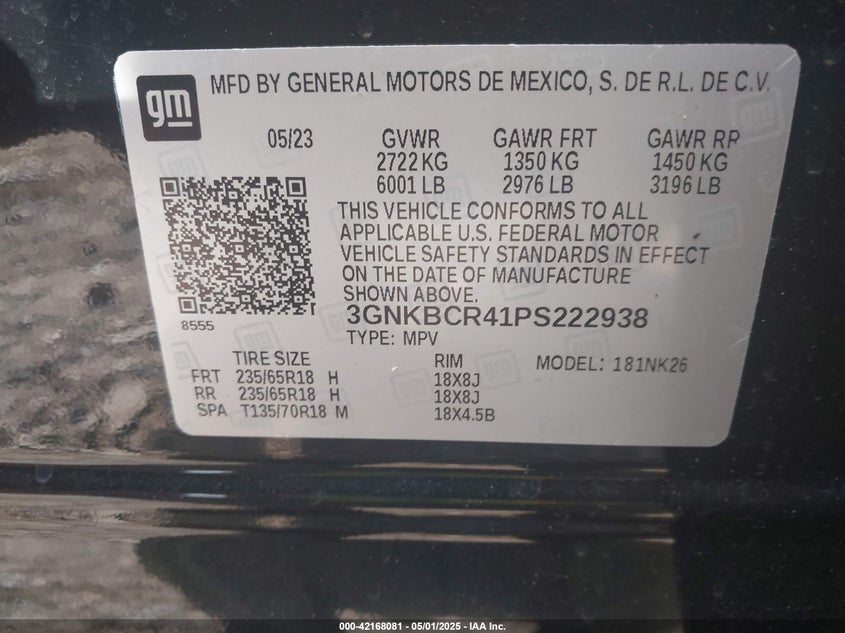 gm
MFD BY GENERAL MOTORS DE MEXICO, S. DE R.L. DE C.V.
05/23 GVWR GAWR FRT GAWR RR
2722 KG 1350 KG 1450 KG
6001 LB 2976 LB 3196 LB
THIS VEHICLE CONFORMS TO ALL
APPLICABLE U.S. FEDERAL MOTOR
VEHICLE SAFETY STANDARDS IN EFFECT
ON THE DATE OF MANUFACTURE
SHOWN ABOVE.
8555
3GNKBCR41PS222938
TYPE: MPV
TIRE SIZE RIM MODEL: 181NK26
FRT 235/65R18 H 18X8J
RR 235/65R18 H 18X8J
SPA T135/70R18 M 18X4.5B
000-42168081 - 05/01/2025 - IAA Inc.